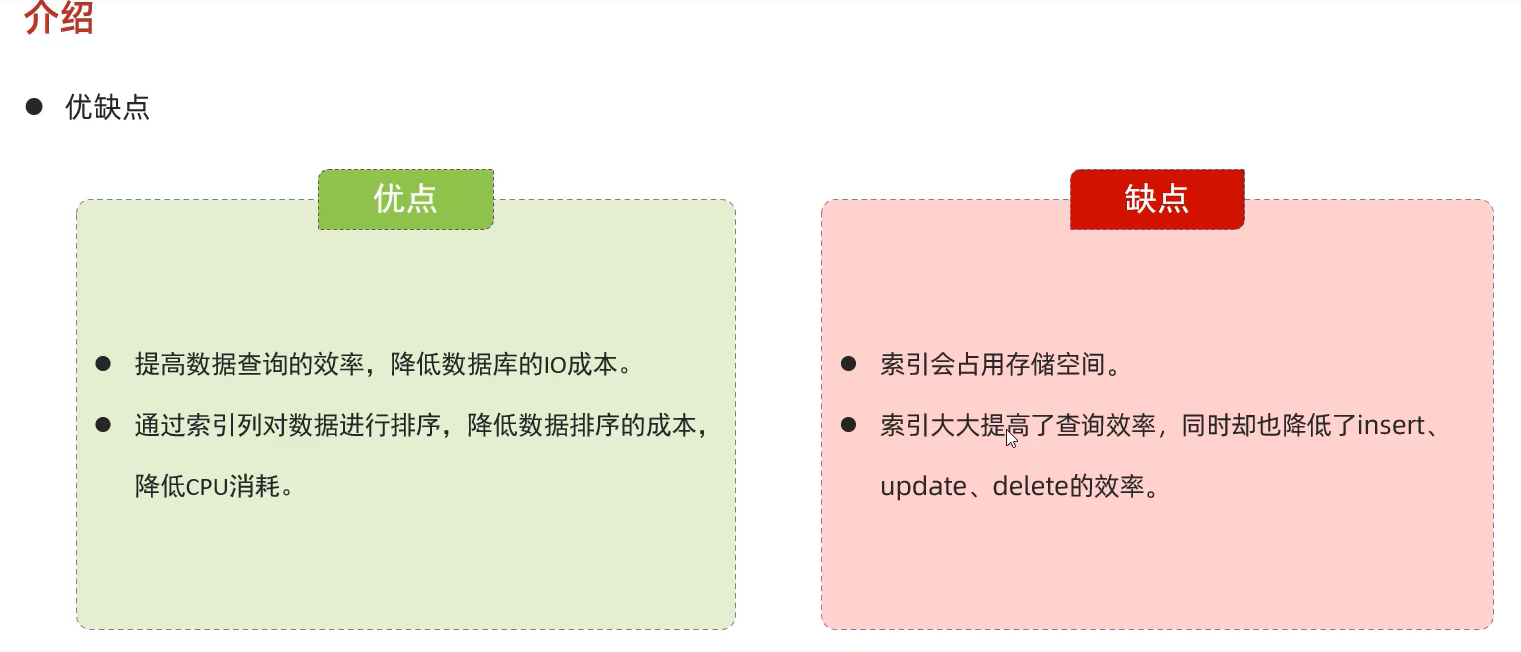 介绍
● 优缺点
优点
● 提高数据查询的效率，降低数据库的IO成本。
● 通过索引列对数据进行排序，降低数据排序的成本，
降低CPU消耗。
缺点
● 索引会占用存储空间。
● 索引大大提高了查询效率，同时却也降低了insert、
update、delete的效率。